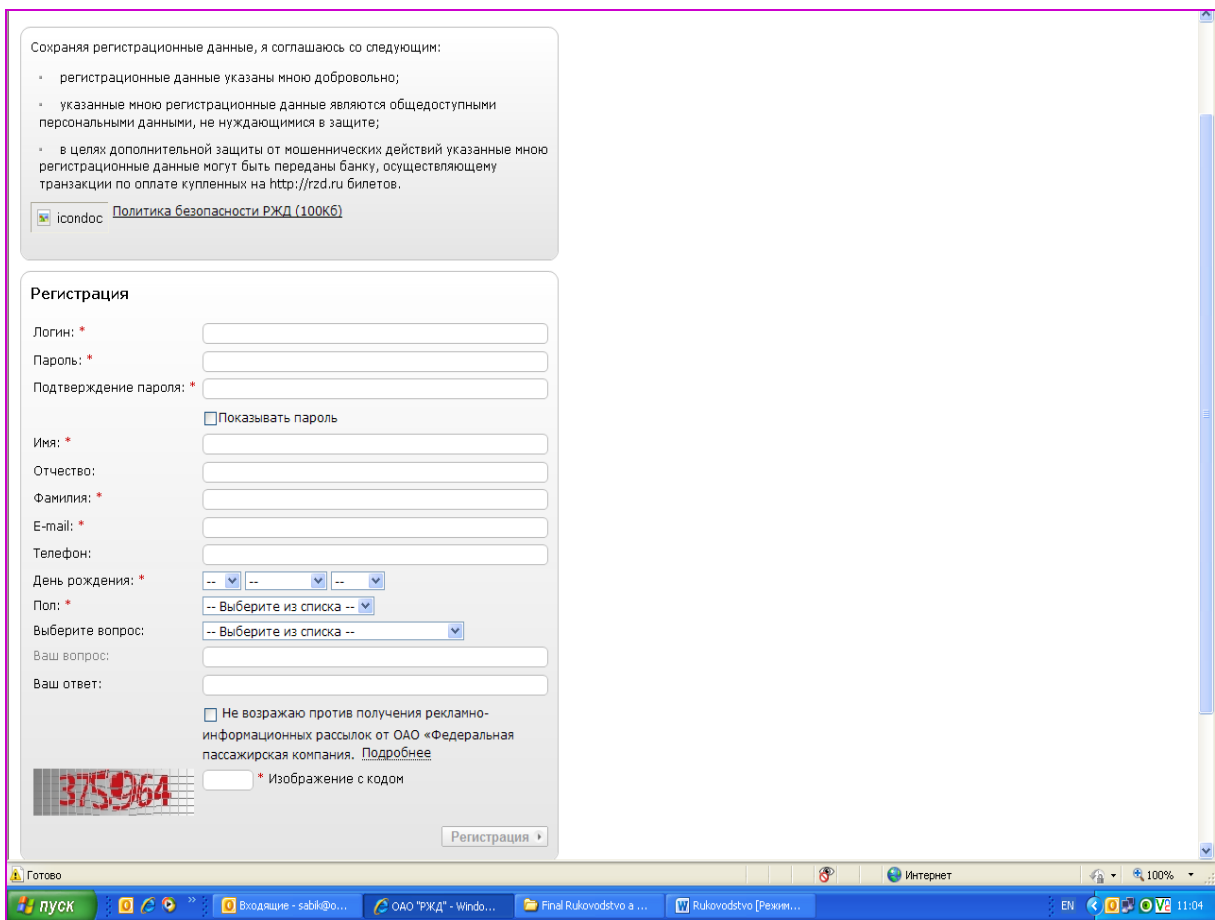 Сохраняя регистрационные данные, я соглашаюсь со следующим:
регистрационные данные указаны мною добровольно;
указанные мною регистрационные данные являются общедоступными
персональными данными, не нуждающимися в защите;
в целях дополнительной защиты от мошеннических действий указанные мною
регистрационные данные могут быть переданы банку, осуществляющему
транзакции по оплате купленных на http://rzd.ru билетов.
icondoc Политика безопасности РЖД (100Кб)
Регистрация
Логин: *
Пароль: *
Подтверждение пароля: *
Показывать пароль
Имя: *
Отчество:
Фамилия: *
E-mail: *
Телефон:
День рождения: * -- -- --
Пол: * -- Выберите из списка --
Выберите вопрос: -- Выберите из списка --
Ваш вопрос:
Ваш ответ:
Не возражаю против получения рекламно-
информационных рассылок от ОАО «Федеральная
пассажирская компания. Подробнее
375964 * Изображение с кодом
Регистрация
Готово Интернет 100%
пуск Входящие - sabik@o... ОАО "РЖД" - Windo... Final Rukovodstvo a ... Rukovodstvo [Режим... EN 11:04